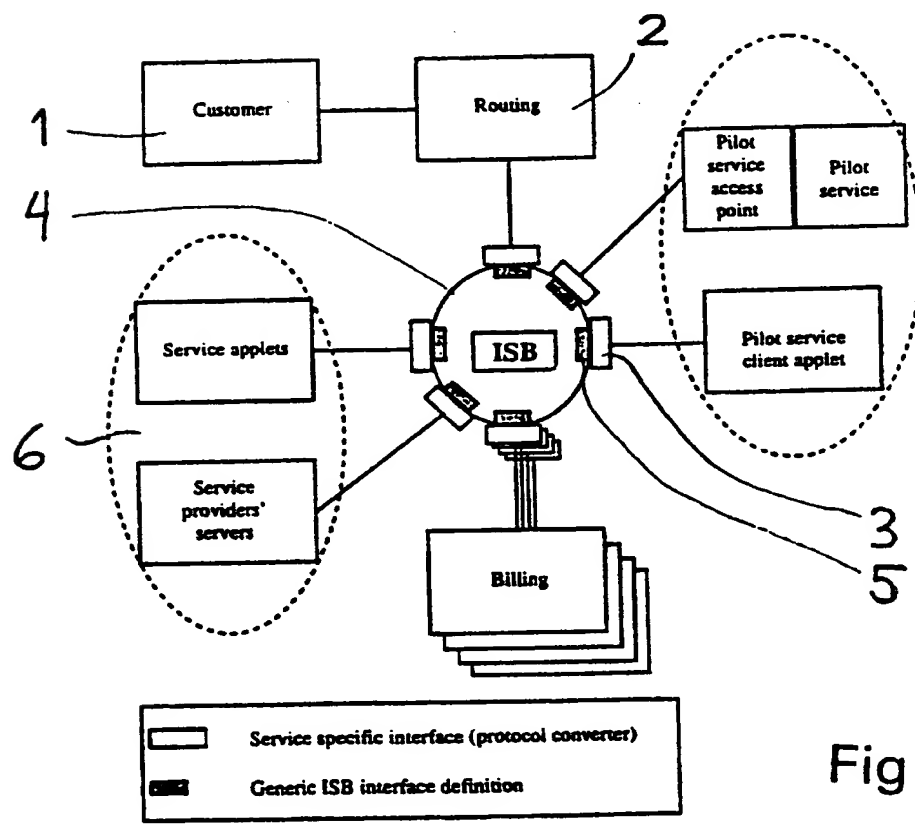 2
1
Customer
Routing
Pilot
service
access
point
Pilot
service
4
ISB
Service applets
Pilot service
client applet
6
Service
providers'
servers
3
5
Billing
Service specific interface (protocol converter)
Generic ISB interface definition
Fig